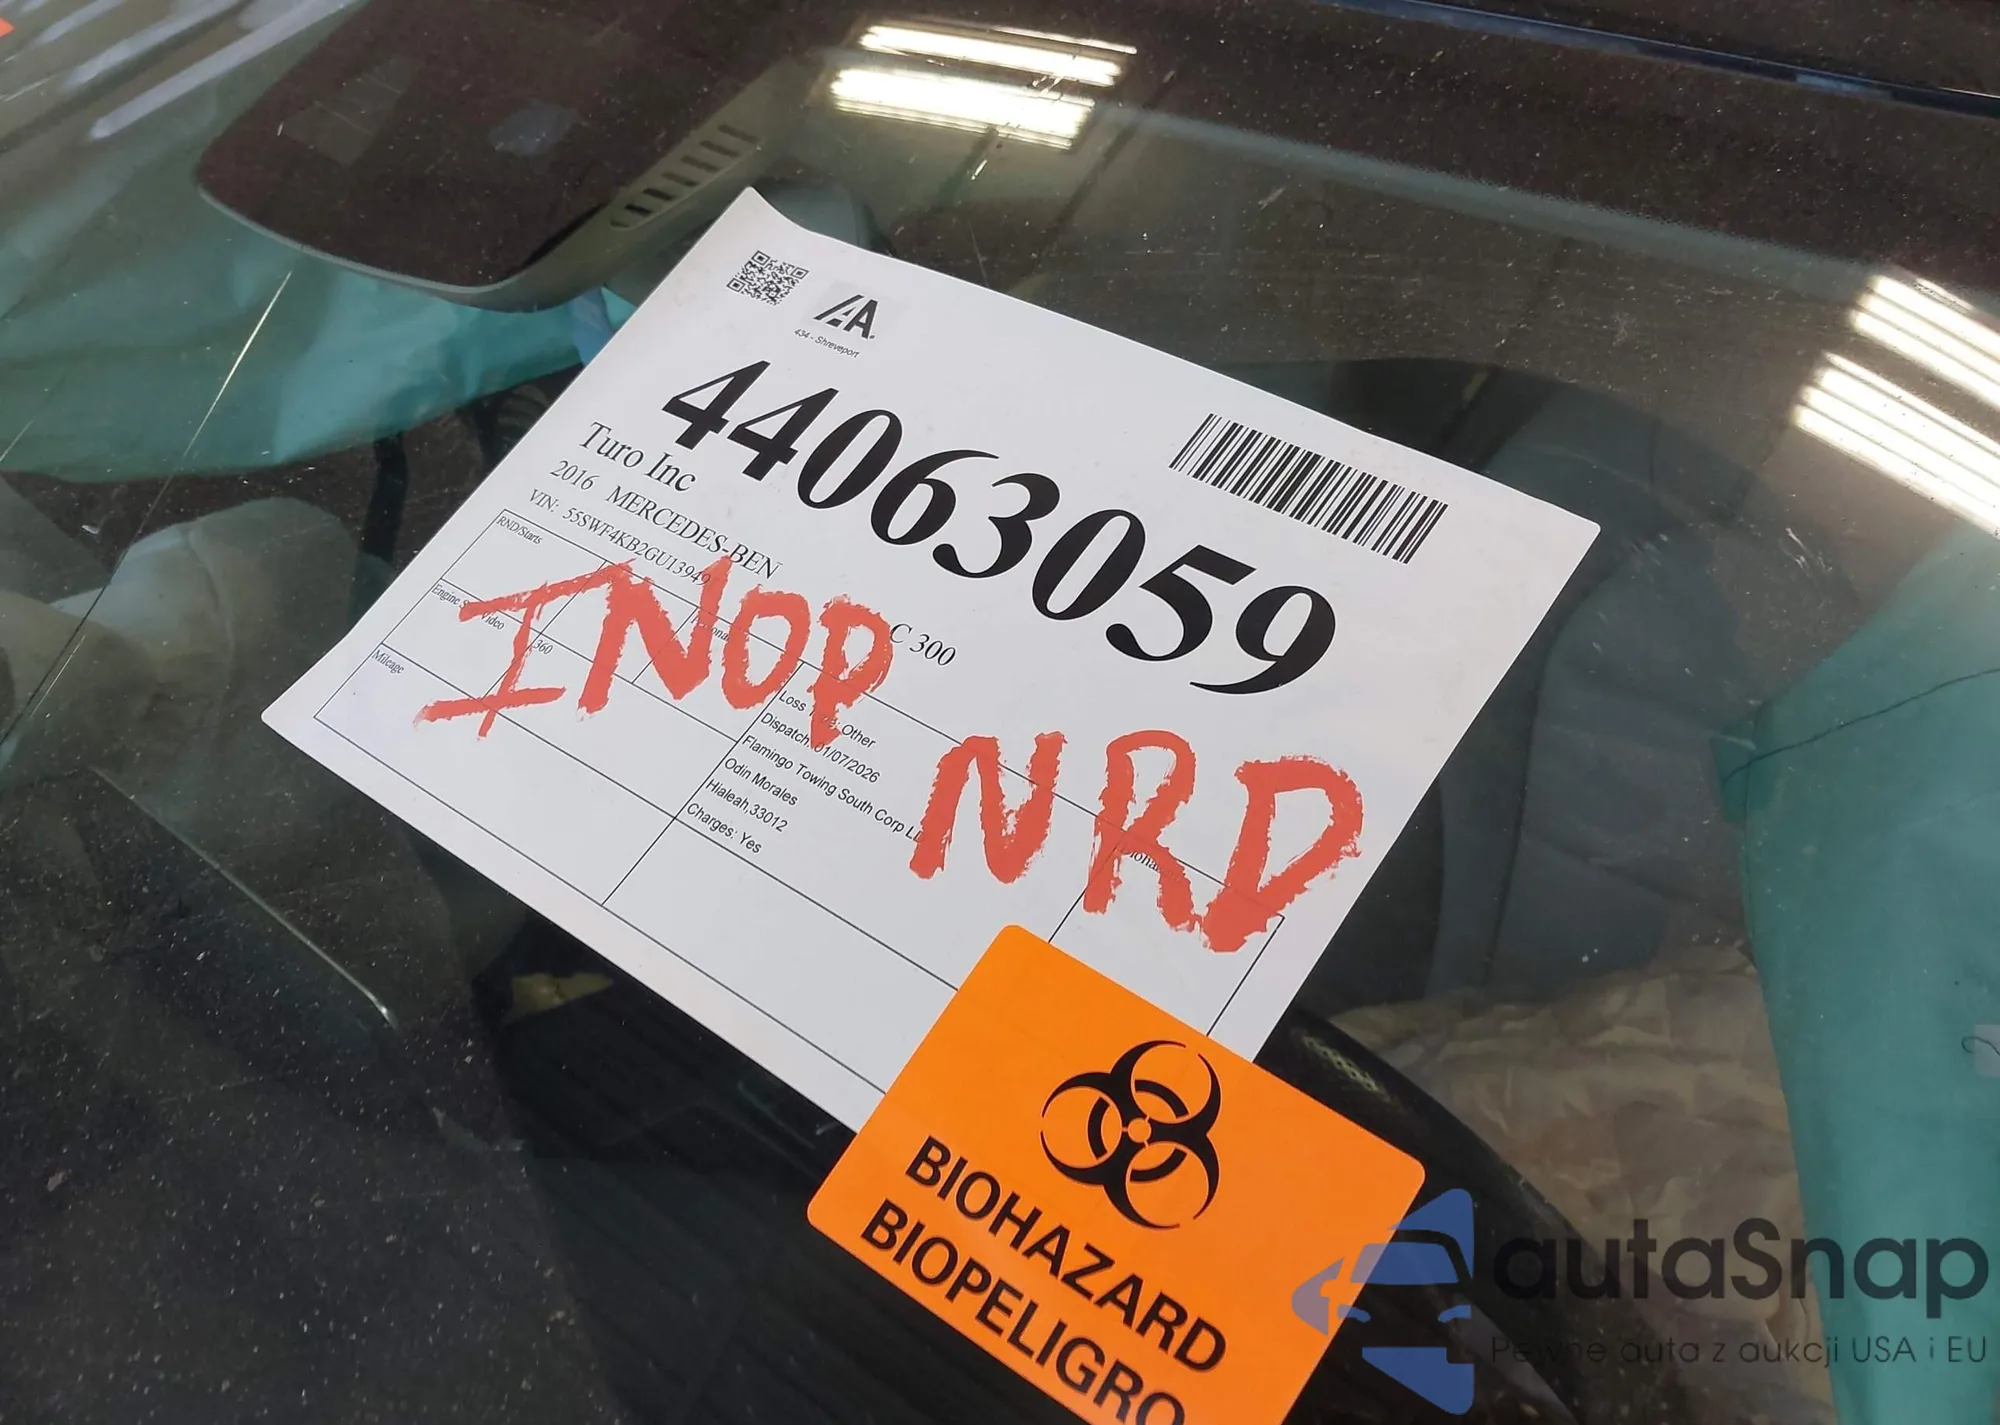 IAA
434 - Shreveport
44063059
Turo Inc
2016 MERCEDES-BEN
C 300
VIN: 55SWF4KB2GU13949
RND/Starts
Engine
Video
360
Mileage
INOP NRD
Loss Other
Dispatch: 01/07/2026
Flamingo Towing South Corp
Odin Morales
Hialeah,33012
Charges: Yes
BIOHAZARD
BIOPELIGRO
autaSnap
Pewne auta z aukcji USA i EU